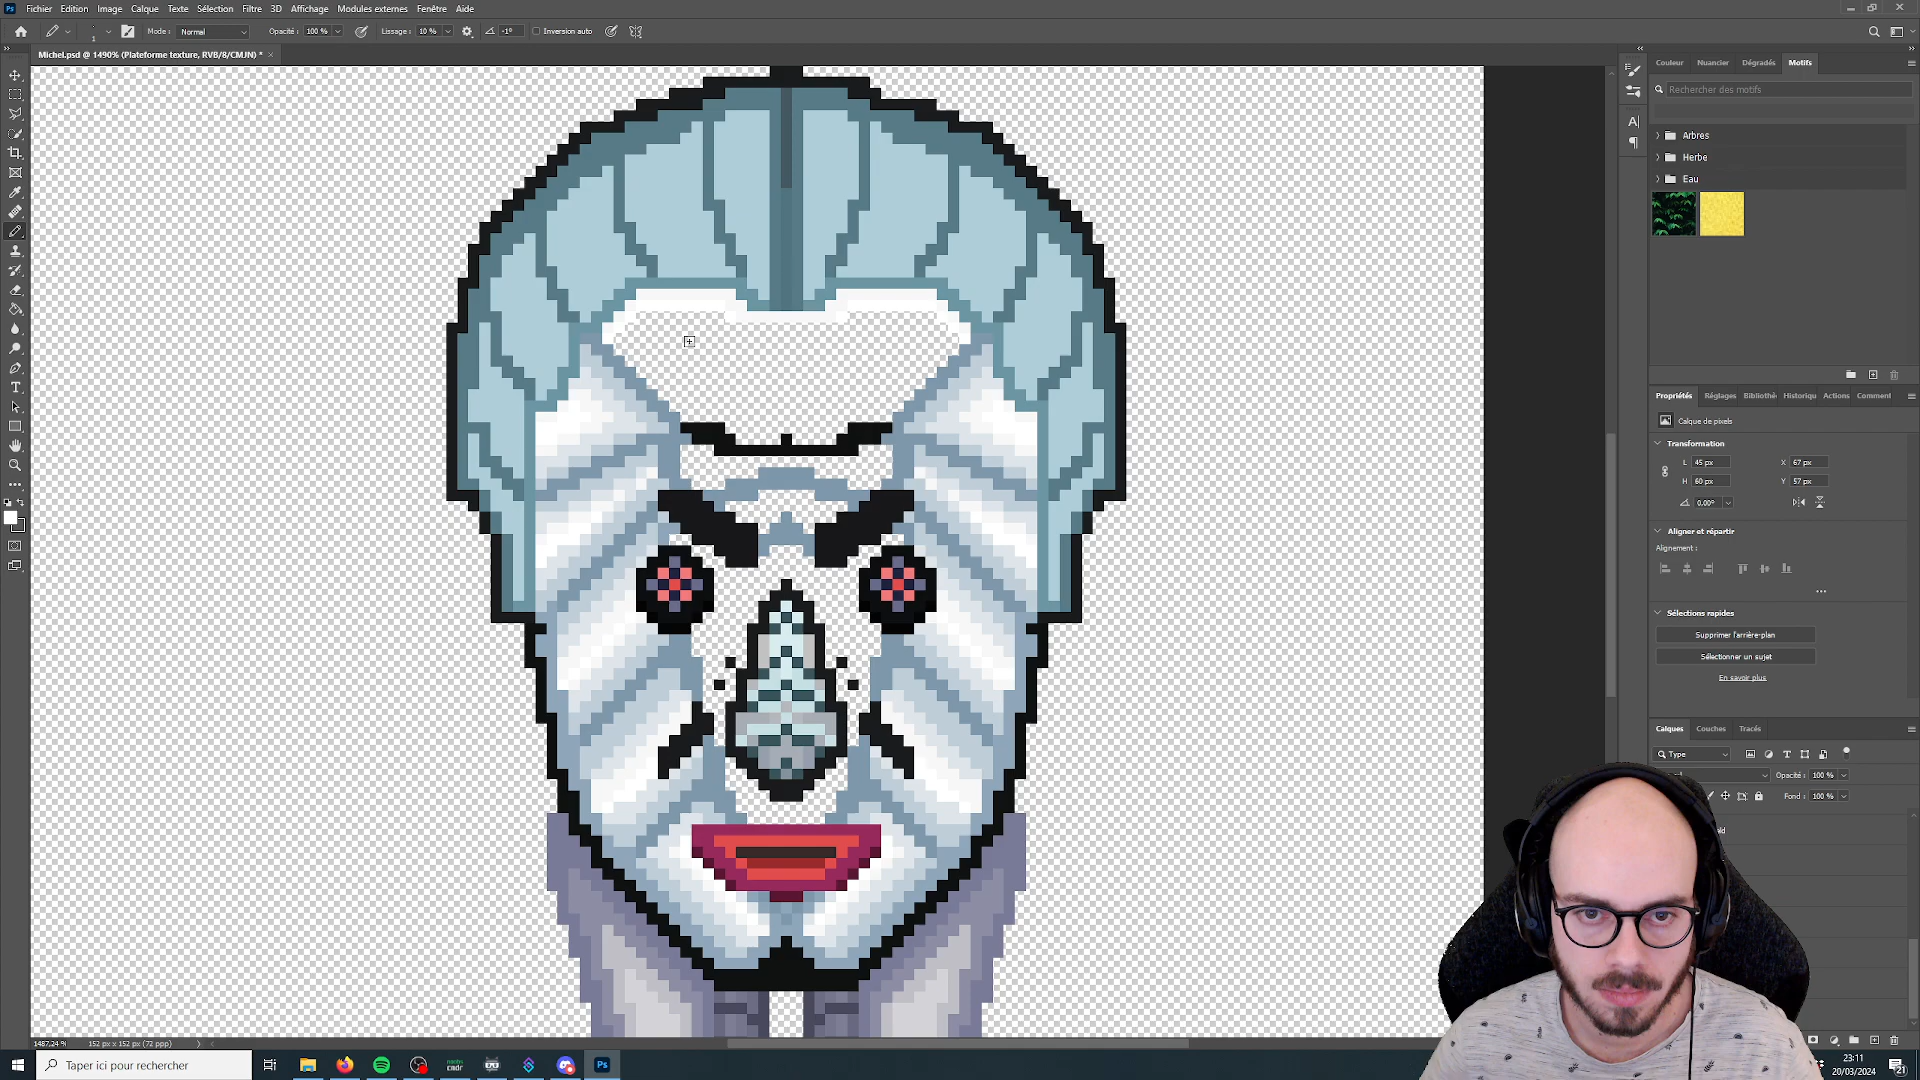 Fichier Edition Image Calque Texte Sélection Filtre 3D Affichage Modules externes Fenêtre Aide
1 Mode : Normal Opacité : 100 % Lissage : 10 % -1° Inversion auto
Michel.psd @ 1490% (Plateforme texture, RVB/8/CMJN) *
Couleur Nuancier Dégradés Motifs
Rechercher des motifs
Arbres
Herbe
Eau
Propriétés Réglages Bibliothè Historiqu Actions Comment
Calque de pixels
Transformation
L 45 px X 67 px
H 60 px Y 57 px
0.00°
Aligner et répartir
Alignement :
Sélections rapides
Supprimer l'arrière-plan
Sélectionner un sujet
En savoir plus
Calques Couches Tracés
Type
Opacité : 100 %
Fond : 100 %
1487,24 % 152 px x 152 px (72 ppp)
Taper ici pour rechercher
Ps
23:11
20/03/2024
21